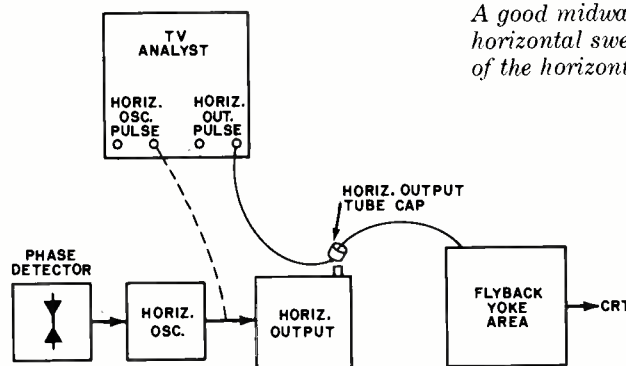 A good midwa
horizontal swe
of the horizont
TV
ANALYST
HORIZ.
OSC.
PULSE
HORIZ.
OUT.
PULSE
HORIZ. OUTPUT
TUBE CAP
PHASE
DETECTOR
HORIZ.
OSC.
HORIZ.
OUTPUT
FLYBACK
YOKE
AREA
CRT